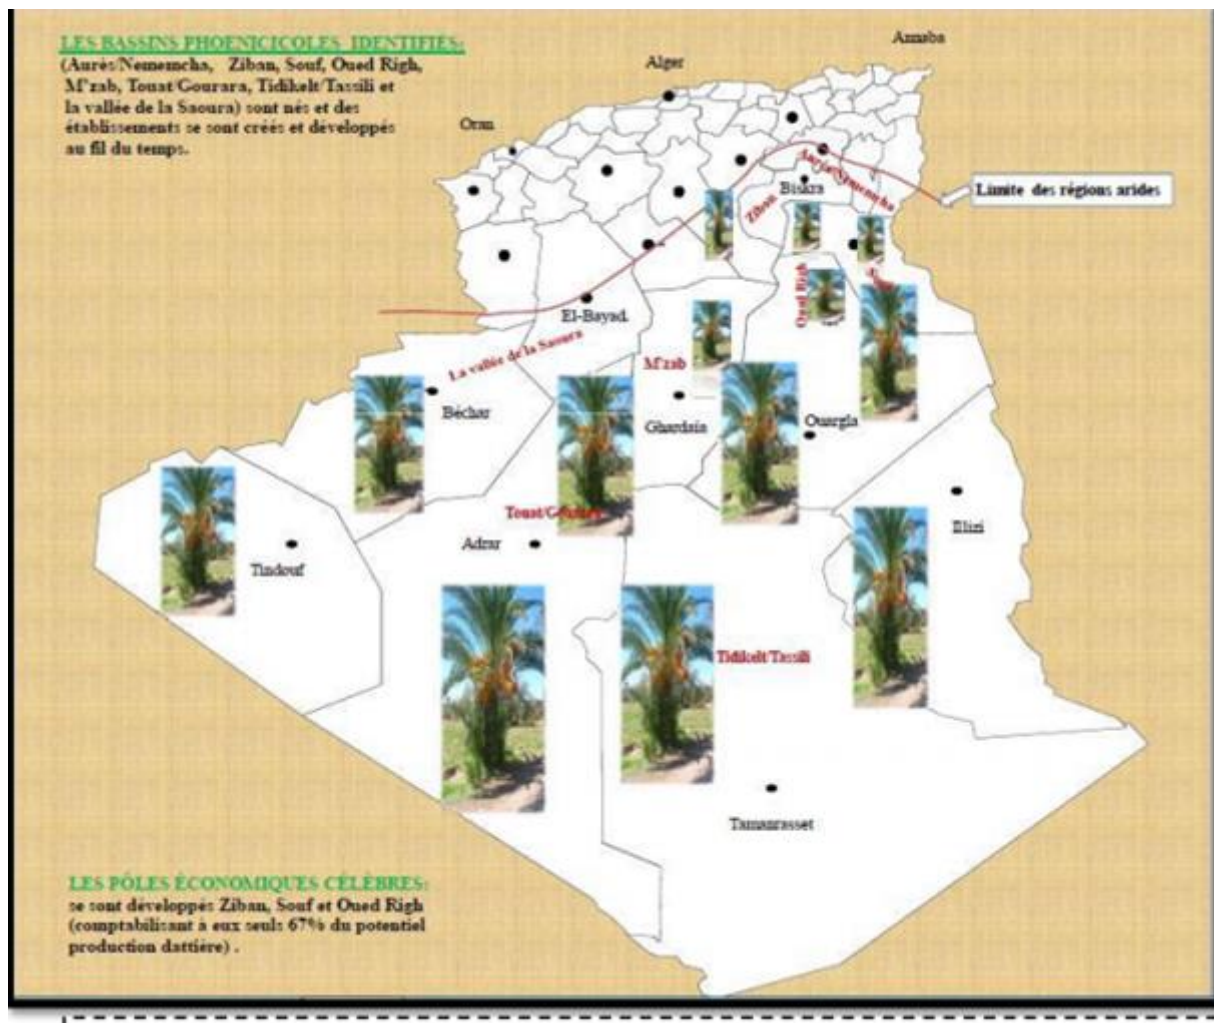 LES BASSINS PHOENICICOLES IDENTIFIÉS:
(Aurès/Nememcha, Ziban, Souf, Oued Righ,
M'zab, Touat/Gourara, Tidikelt/Tassili et
la vallée de la Saoura) sont nés et des
établissements se sont créés et développés
au fil du temps.
Annaba
Alger
Oran
Aurès/Nememcha
Biskra
Ziban
Limite des régions arides
Oued Righ
El-Bayad
La vallée de la Saoura
M'zab
Béchar
Ghardaia
Ouargla
Touat/
Adrar
Illizi
Tindouf
Tidikelt/Tassili
Tamanrasset
LES PÔLES ÉCONOMIQUES CÉLÈBRES:
se sont développés Ziban, Souf et Oued Righ
(comptabilisant à eux seuls 67% du potentiel
production dattière) .